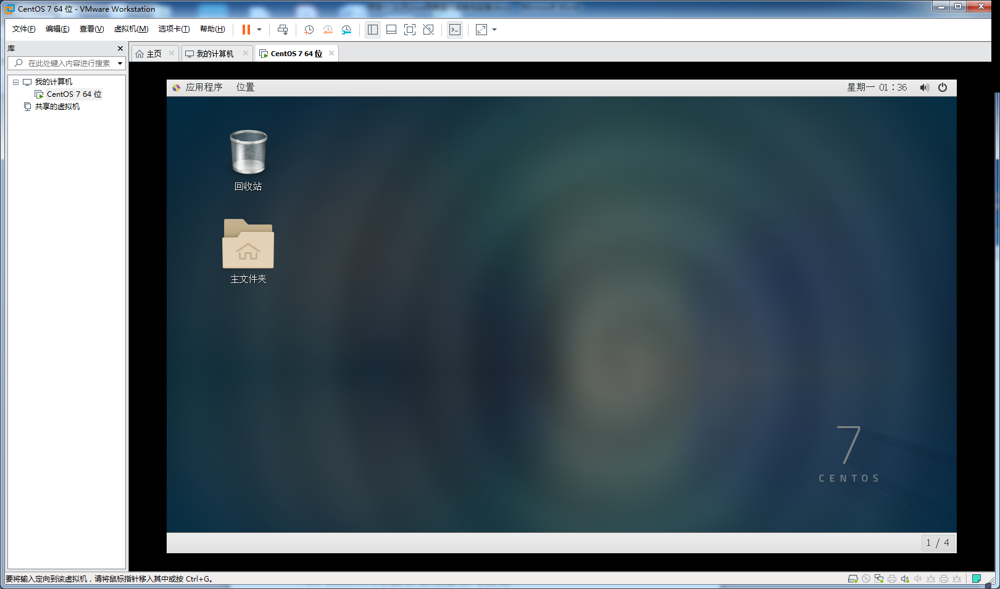 CentOS 7 64 位 - VMware Workstation
文件(F) 编辑(E) 查看(V) 虚拟机(M) 选项卡(T) 帮助(H)
库
在此处键入内容进行搜索
我的计算机
CentOS 7 64 位
共享的虚拟机
主页 我的计算机 CentOS 7 64 位
应用程序 位置 星期一 01:36
回收站
主文件夹
7
CENTOS
1 / 4
要将输入定向到该虚拟机，请将鼠标指针移入其中或按 Ctrl+G。